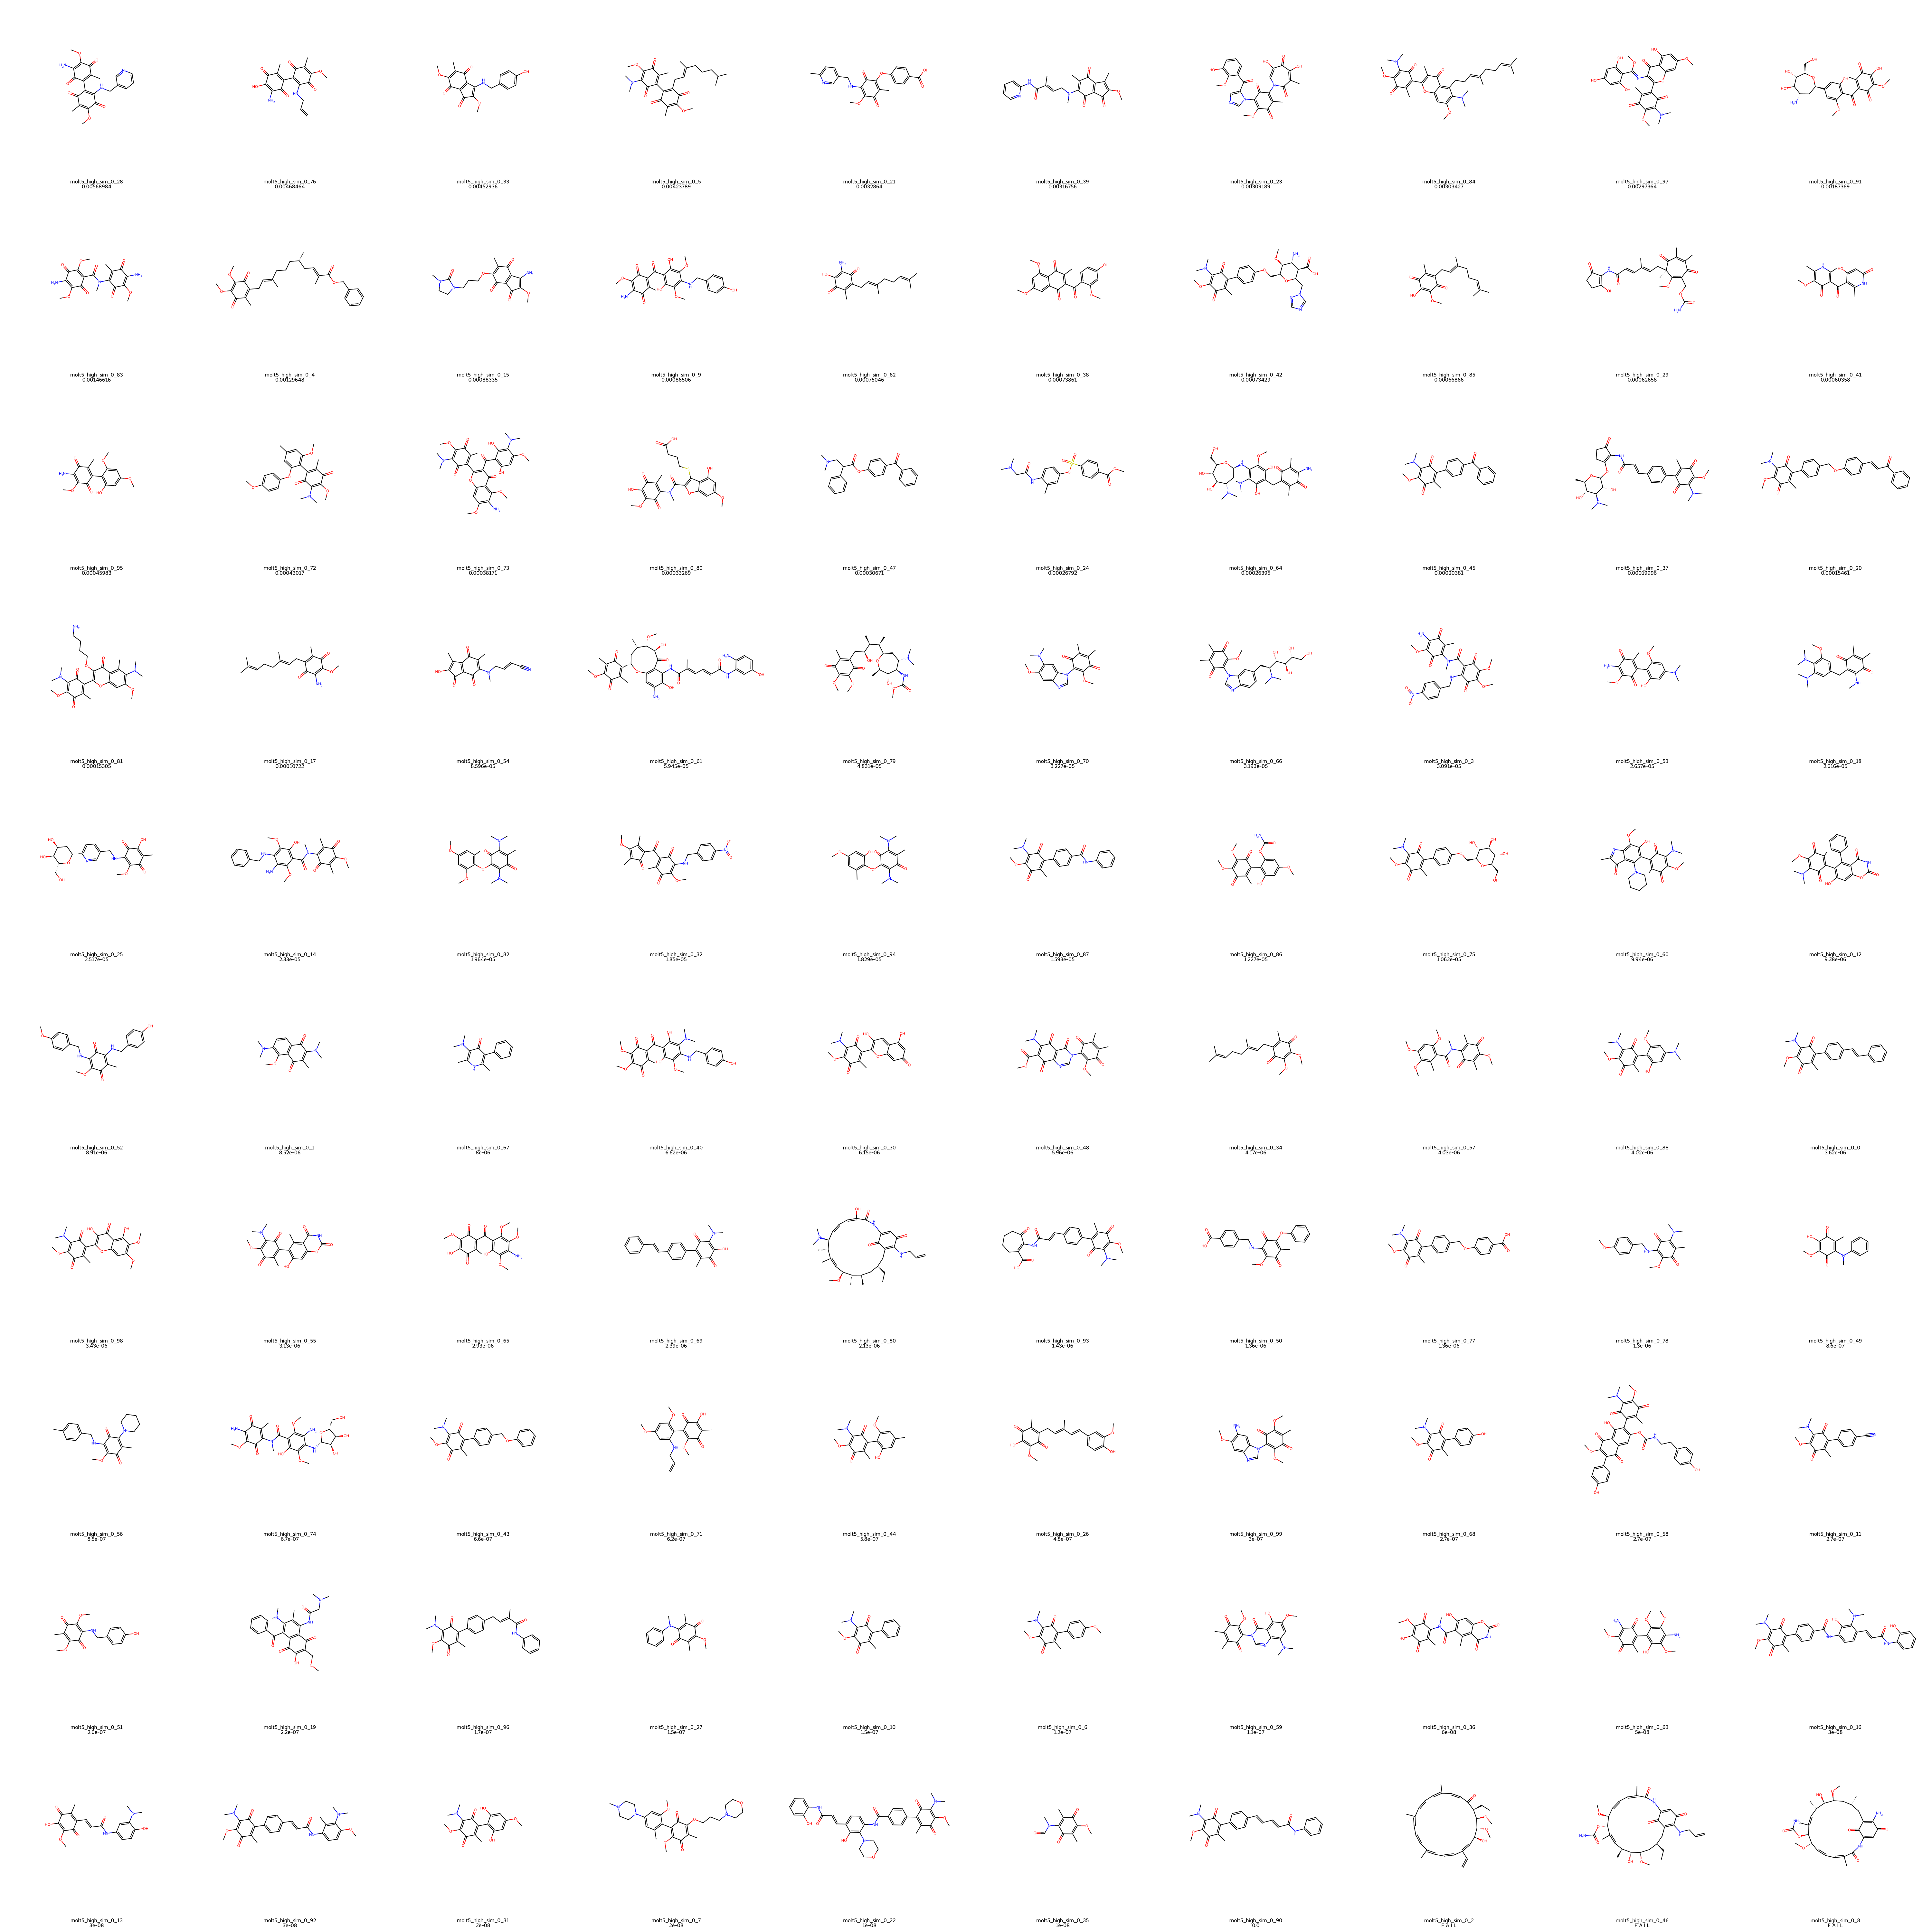 molt5_high_sim_0_28
0.00568984
molt5_high_sim_0_76
0.00468464
molt5_high_sim_0_33
0.00452936
molt5_high_sim_0_5
0.00423789
molt5_high_sim_0_21
0.0032864
molt5_high_sim_0_39
0.00316756
molt5_high_sim_0_23
0.00309189
molt5_high_sim_0_84
0.00303427
molt5_high_sim_0_97
0.00297364
molt5_high_sim_0_91
0.00187369
molt5_high_sim_0_83
0.00146616
molt5_high_sim_0_4
0.00129648
molt5_high_sim_0_15
0.00088335
molt5_high_sim_0_9
0.00086506
molt5_high_sim_0_62
0.00075046
molt5_high_sim_0_38
0.00073861
molt5_high_sim_0_42
0.00073429
molt5_high_sim_0_85
0.00066866
molt5_high_sim_0_29
0.00062658
molt5_high_sim_0_41
0.00060358
molt5_high_sim_0_95
0.00045983
molt5_high_sim_0_72
0.00043017
molt5_high_sim_0_73
0.00038171
molt5_high_sim_0_89
0.00033269
molt5_high_sim_0_47
0.00030671
molt5_high_sim_0_24
0.00026792
molt5_high_sim_0_64
0.00026395
molt5_high_sim_0_45
0.00020381
molt5_high_sim_0_37
0.00019996
molt5_high_sim_0_20
0.00015461
molt5_high_sim_0_81
0.00015305
molt5_high_sim_0_17
0.00010722
molt5_high_sim_0_54
8.596e-05
molt5_high_sim_0_61
5.945e-05
molt5_high_sim_0_79
4.831e-05
molt5_high_sim_0_70
3.227e-05
molt5_high_sim_0_66
3.193e-05
molt5_high_sim_0_3
3.091e-05
molt5_high_sim_0_53
2.657e-05
molt5_high_sim_0_18
2.616e-05
molt5_high_sim_0_25
2.517e-05
molt5_high_sim_0_14
2.33e-05
molt5_high_sim_0_82
1.964e-05
molt5_high_sim_0_32
1.85e-05
molt5_high_sim_0_94
1.829e-05
molt5_high_sim_0_87
1.593e-05
molt5_high_sim_0_86
1.227e-05
molt5_high_sim_0_75
1.062e-05
molt5_high_sim_0_60
9.94e-06
molt5_high_sim_0_12
9.38e-06
molt5_high_sim_0_52
8.91e-06
molt5_high_sim_0_1
8.52e-06
molt5_high_sim_0_67
8e-06
molt5_high_sim_0_40
6.62e-06
molt5_high_sim_0_30
6.15e-06
molt5_high_sim_0_48
5.96e-06
molt5_high_sim_0_34
4.17e-06
molt5_high_sim_0_57
4.03e-06
molt5_high_sim_0_88
4.02e-06
molt5_high_sim_0_0
3.62e-06
molt5_high_sim_0_98
3.43e-06
molt5_high_sim_0_55
3.13e-06
molt5_high_sim_0_65
2.93e-06
molt5_high_sim_0_69
2.39e-06
molt5_high_sim_0_80
2.13e-06
molt5_high_sim_0_93
1.43e-06
molt5_high_sim_0_50
1.36e-06
molt5_high_sim_0_77
1.36e-06
molt5_high_sim_0_78
1.3e-06
molt5_high_sim_0_49
8.6e-07
molt5_high_sim_0_56
8.5e-07
molt5_high_sim_0_74
6.7e-07
molt5_high_sim_0_43
6.6e-07
molt5_high_sim_0_71
6.2e-07
molt5_high_sim_0_44
5.8e-07
molt5_high_sim_0_26
4.8e-07
molt5_high_sim_0_99
3e-07
molt5_high_sim_0_68
2.7e-07
molt5_high_sim_0_58
2.7e-07
molt5_high_sim_0_11
2.7e-07
molt5_high_sim_0_51
2.6e-07
molt5_high_sim_0_19
2.2e-07
molt5_high_sim_0_96
1.7e-07
molt5_high_sim_0_27
1.5e-07
molt5_high_sim_0_10
1.5e-07
molt5_high_sim_0_6
1.2e-07
molt5_high_sim_0_59
1.1e-07
molt5_high_sim_0_36
6e-08
molt5_high_sim_0_63
5e-08
molt5_high_sim_0_16
3e-08
molt5_high_sim_0_13
3e-08
molt5_high_sim_0_92
3e-08
molt5_high_sim_0_31
2e-08
molt5_high_sim_0_7
2e-08
molt5_high_sim_0_22
1e-08
molt5_high_sim_0_35
1e-08
molt5_high_sim_0_90
0.0
molt5_high_sim_0_2
F A I L
molt5_high_sim_0_46
F A I L
molt5_high_sim_0_8
F A I L